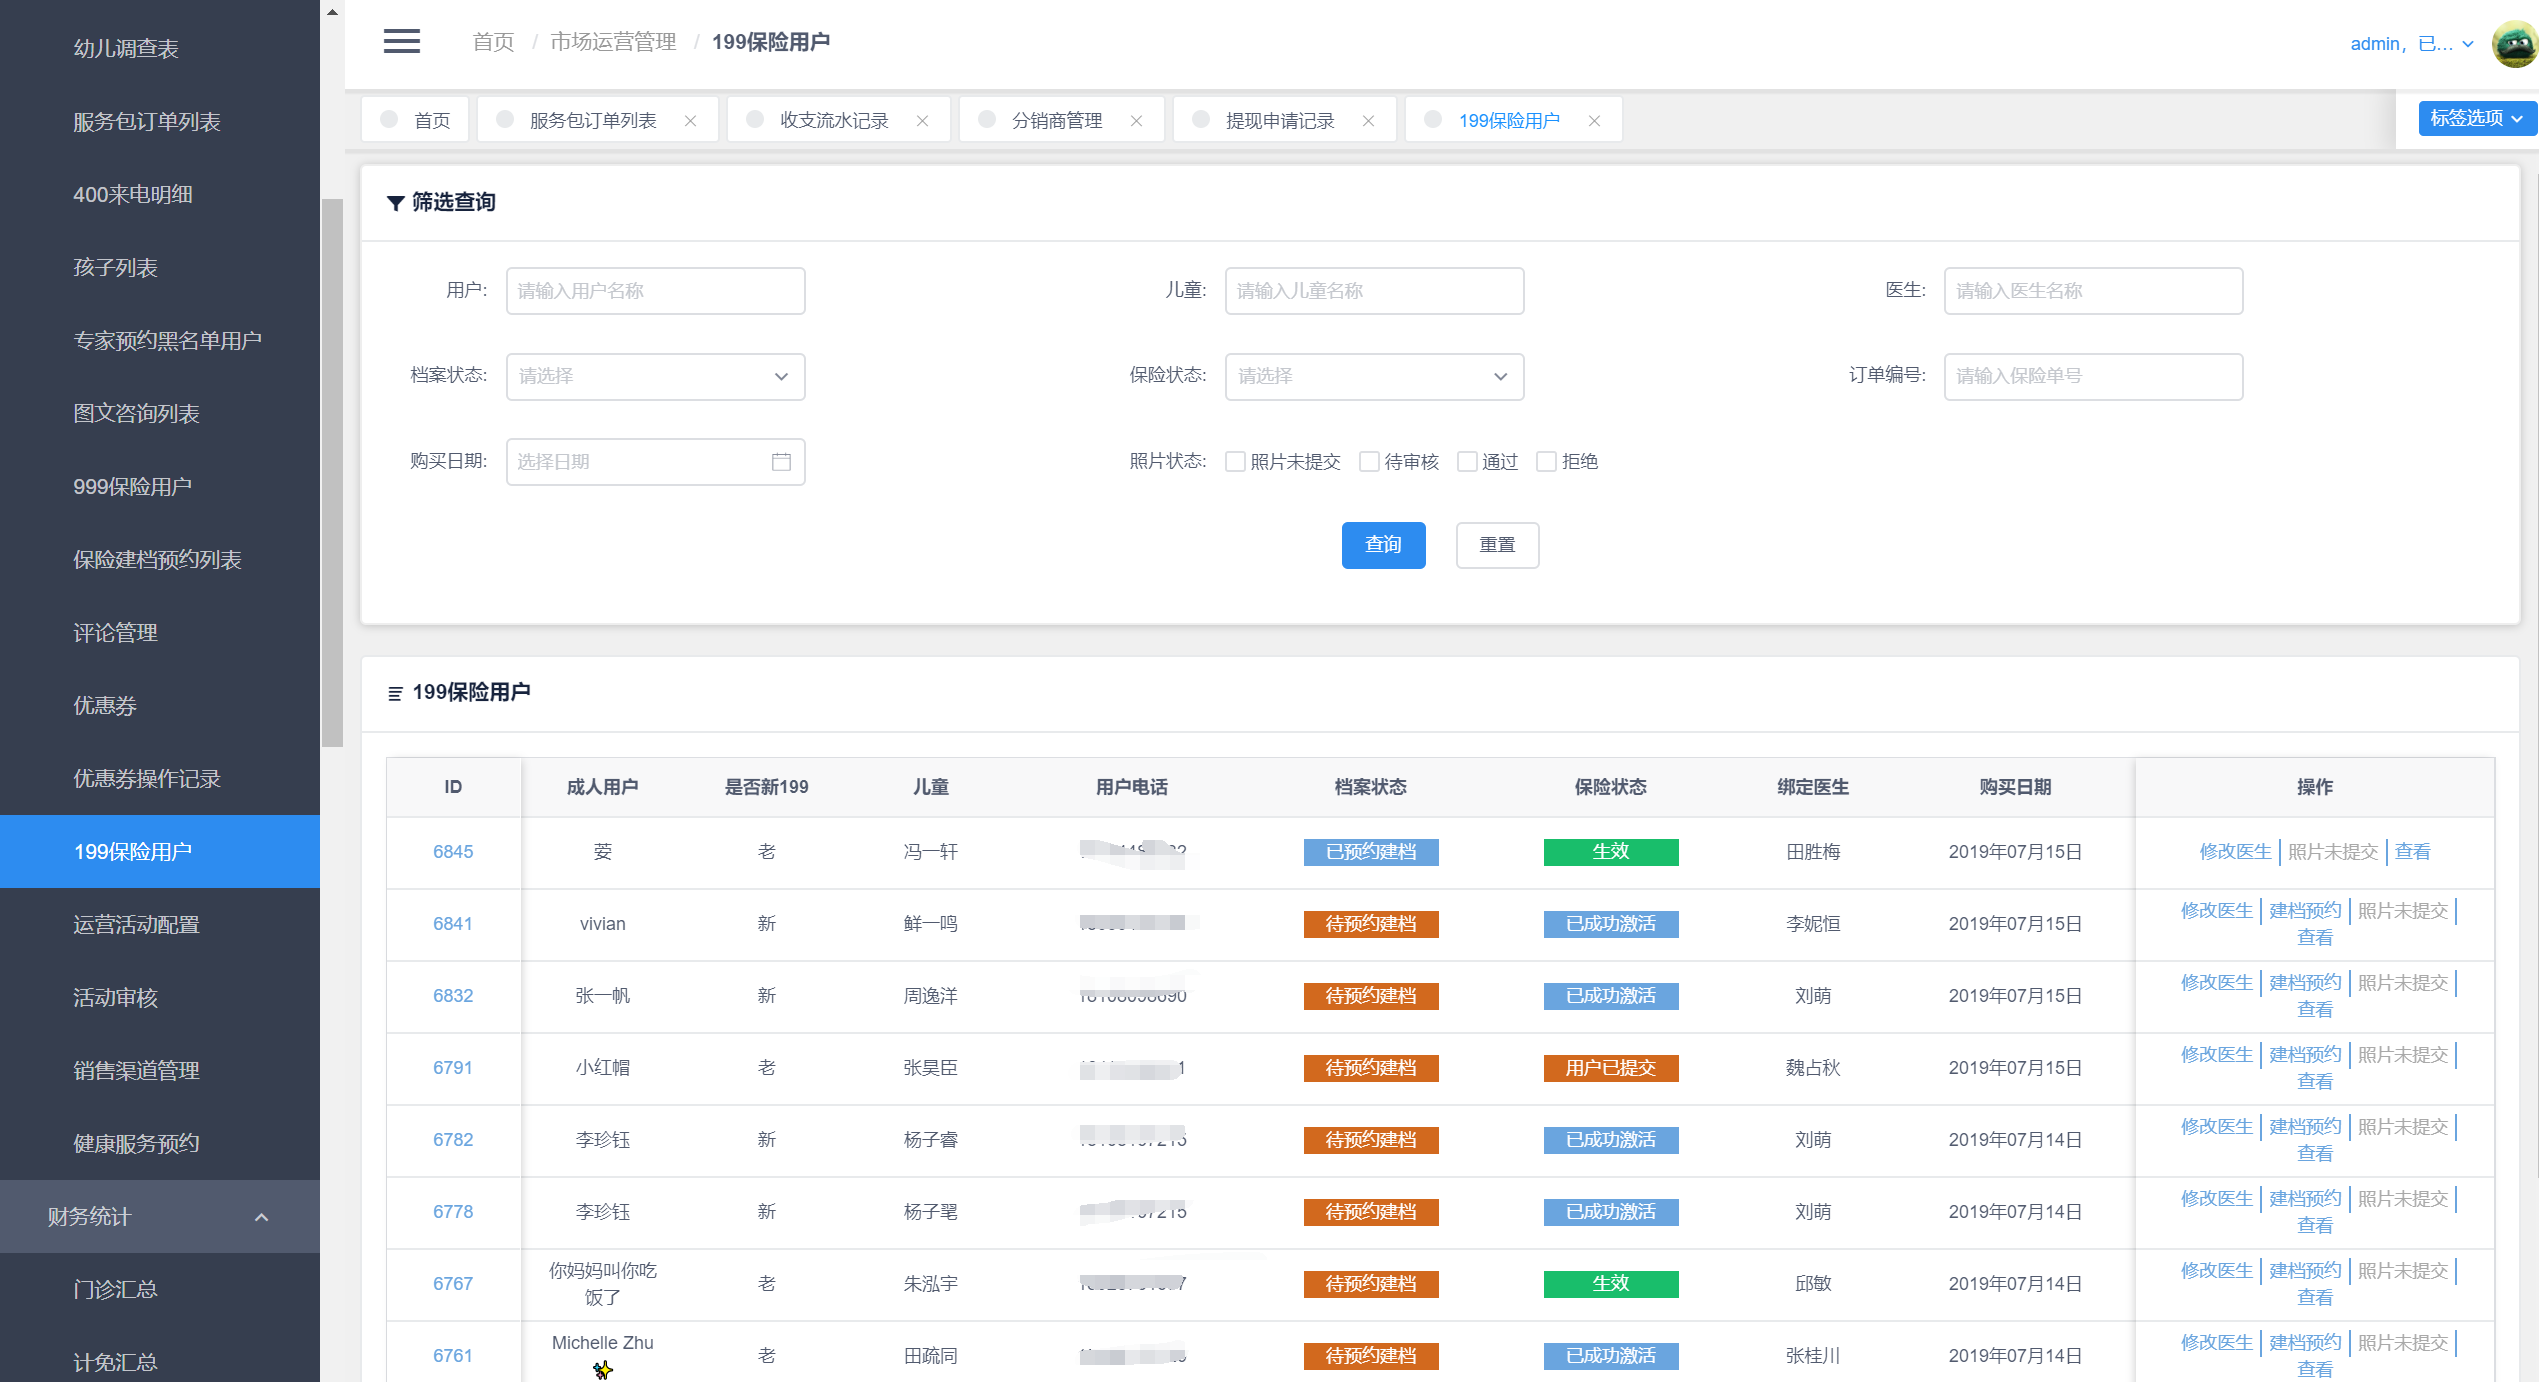 幼儿调查表
服务包订单列表
400来电明细
孩子列表
专家预约黑名单用户
图文咨询列表
999保险用户
保险建档预约列表
评论管理
优惠券
优惠券操作记录
199保险用户
运营活动配置
活动审核
销售渠道管理
健康服务预约
财务统计
门诊汇总
计免汇总
首页 / 市场运营管理 / 199保险用户
admin, 已...
首页 服务包订单列表 收支流水记录 分销商管理 提现申请记录 199保险用户 标签选项
筛选查询
用户: 请输入用户名称 儿童: 请输入儿童名称 医生: 请输入医生名称
档案状态: 请选择 保险状态: 请选择 订单编号: 请输入保险单号
购买日期: 选择日期 照片状态: 照片未提交 待审核 通过 拒绝
查询 重置
199保险用户
ID 成人用户 是否新199 儿童 用户电话 档案状态 保险状态 绑定医生 购买日期 操作
6845 荌 老 冯一轩 已预约建档 生效 田胜梅 2019年07月15日 修改医生 照片未提交 查看
6841 vivian 新 鲜一鸣 待预约建档 已成功激活 李妮恒 2019年07月15日 修改医生 建档预约 照片未提交
查看
6832 张一帆 新 周逸洋 待预约建档 已成功激活 刘萌 2019年07月15日 修改医生 建档预约 照片未提交
查看
6791 小红帽 老 张昊臣 待预约建档 用户已提交 魏占秋 2019年07月15日 修改医生 建档预约 照片未提交
查看
6782 李珍钰 新 杨子睿 待预约建档 已成功激活 刘萌 2019年07月14日 修改医生 建档预约 照片未提交
查看
6778 李珍钰 新 杨子 待预约建档 已成功激活 刘萌 2019年07月14日 修改医生 建档预约 照片未提交
查看
6767 你妈妈叫你吃
饭了 老 朱泓宇 待预约建档 生效 邱敏 2019年07月14日 修改医生 建档预约 照片未提交
查看
6761 Michelle Zhu 老 田疏同 待预约建档 已成功激活 张桂川 2019年07月14日 修改医生 建档预约 照片未提交
查看